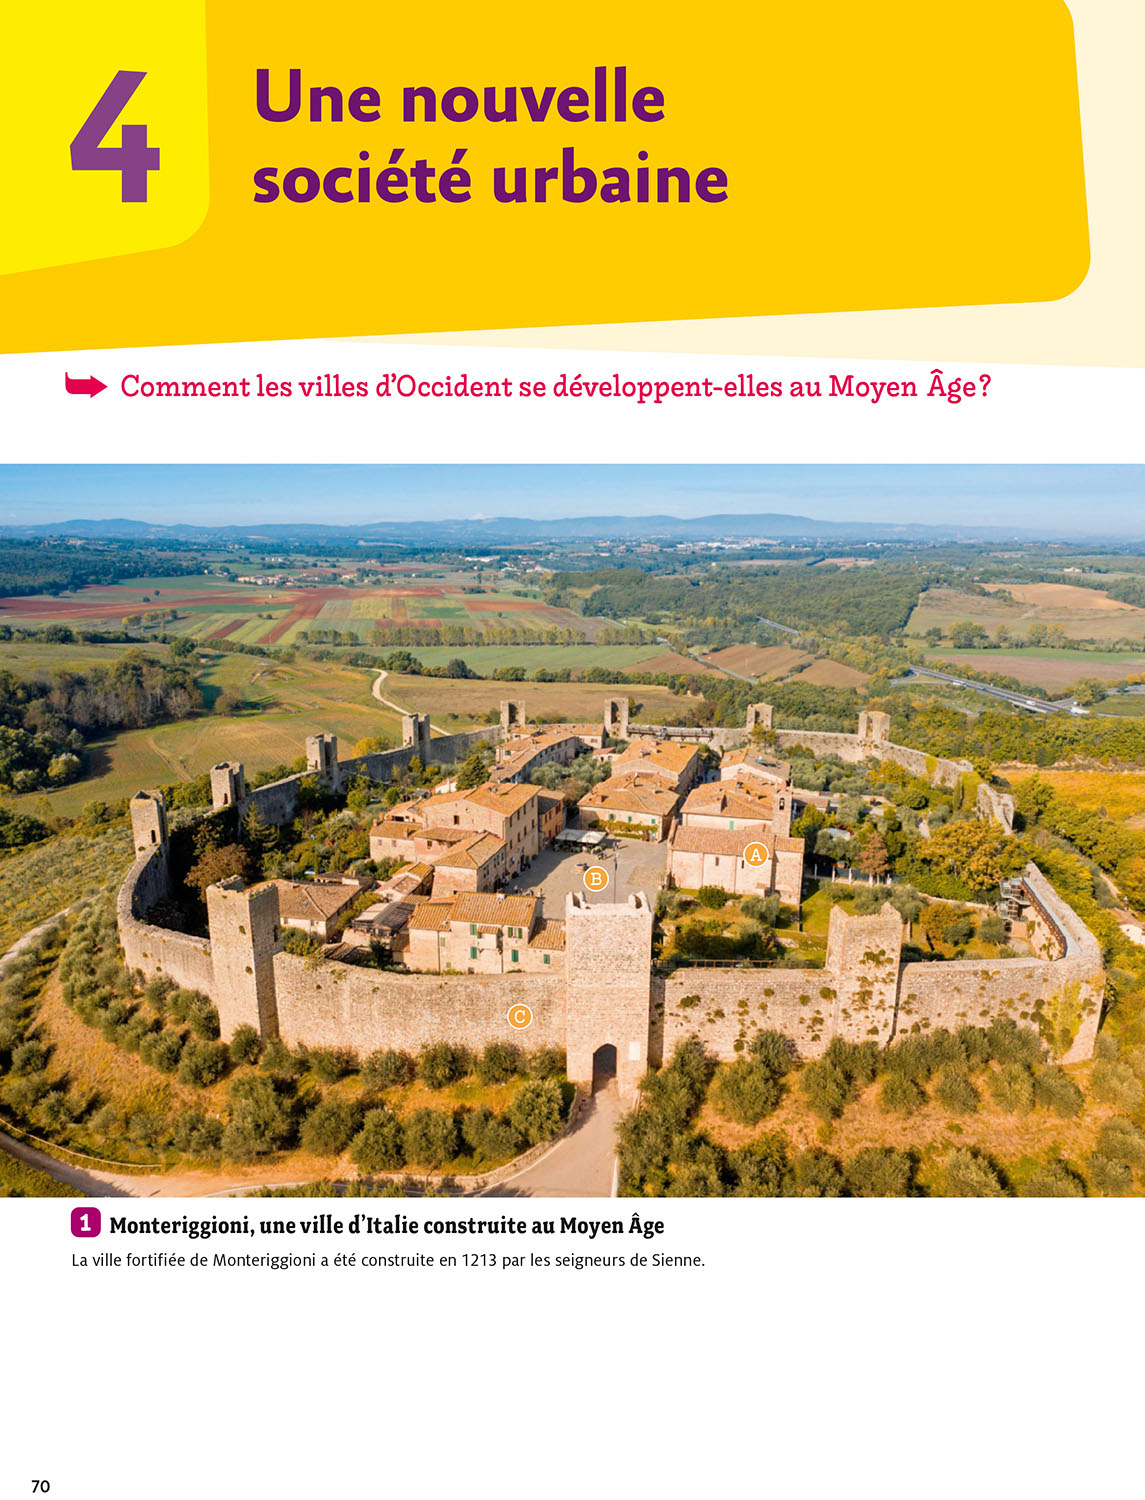 4
Une nouvelle
société urbaine
Comment les villes d’Occident se développent-elles au Moyen Âge ?
A
B
C
1 Monteriggioni, une ville d’Italie construite au Moyen Âge
La ville fortifiée de Monteriggioni a été construite en 1213 par les seigneurs de Sienne.
70